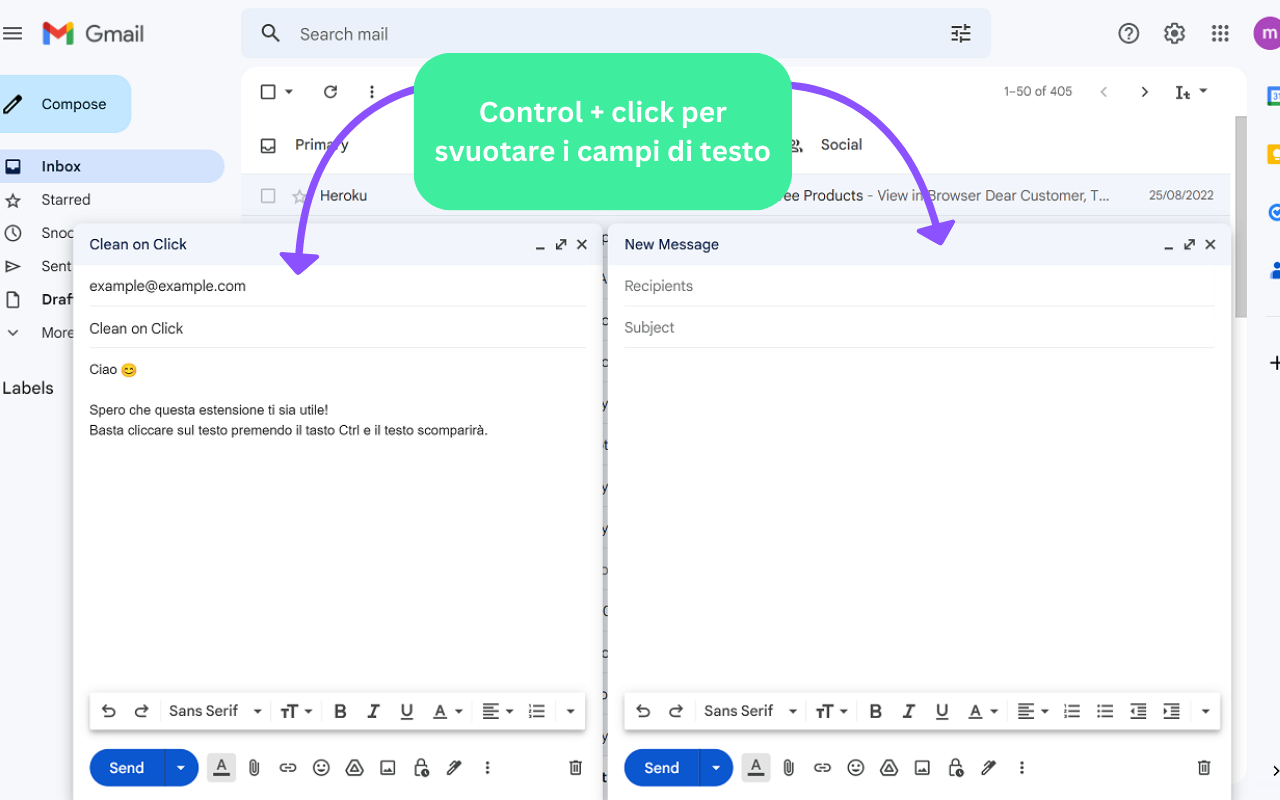 Gmail
Search mail
m
Compose
1–50 of 405
Control + click per
svuotare i campi di testo
Primary
Social
Inbox
Heroku
ee Products - View in Browser Dear Customer, T...
25/08/2022
Starred
Snoo
Sent
Draf
More
Labels
Clean on Click
example@example.com
Clean on Click
Ciao 😊
Spero che questa estensione ti sia utile!
Basta cliccare sul testo premendo il tasto Ctrl e il testo scomparirà.
Sans Serif
Send
New Message
Recipients
Subject
Sans Serif
Send